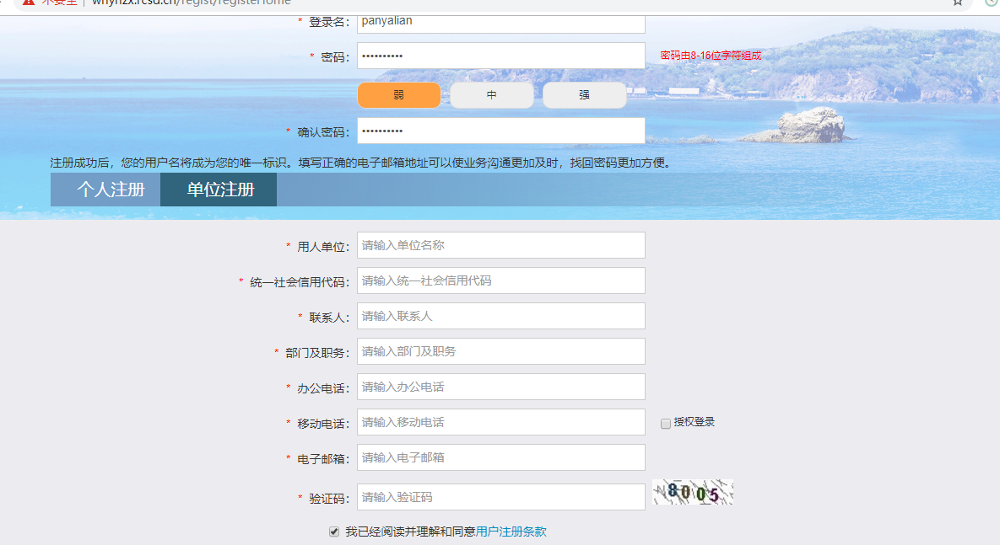 不安全 | whyhzx.rcsd.cn/regist/registeHome
* 登录名： panyalian
* 密码： •••••••••• 密码由8-16位字符组成
弱 中 强
* 确认密码： ••••••••••
注册成功后，您的用户名将成为您的唯一标识。填写正确的电子邮箱地址可以使业务沟通更加及时，找回密码更加方便。
个人注册 单位注册
* 用人单位： 请输入单位名称
* 统一社会信用代码： 请输入统一社会信用代码
* 联系人： 请输入联系人
* 部门及职务： 请输入部门及职务
* 办公电话： 请输入办公电话
* 移动电话： 请输入移动电话 授权登录
* 电子邮箱： 请输入电子邮箱
* 验证码： 请输入验证码 8005
我已经阅读并理解和同意用户注册条款